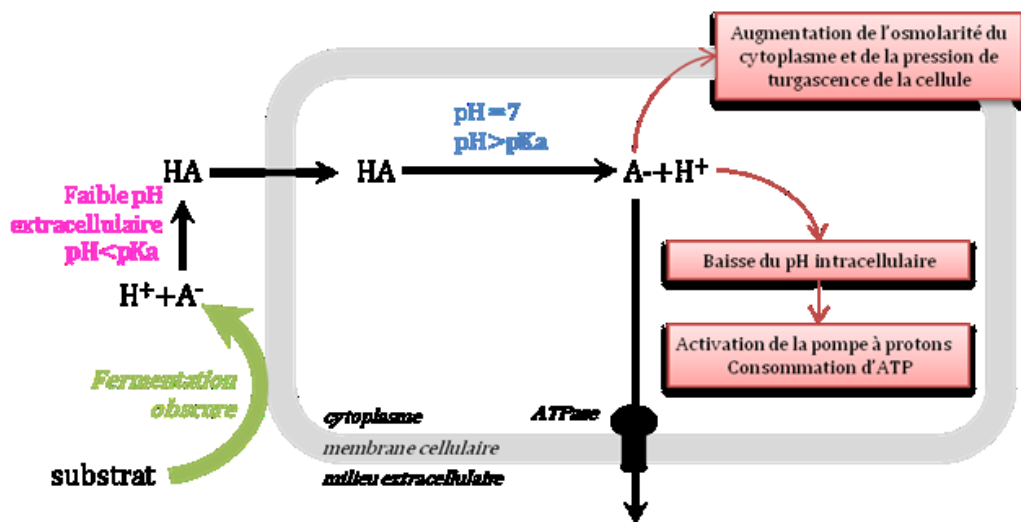 Augmentation de l'osmolarité du
cytoplasme et de la pression de
turgascence de la cellule
pH=7
pH>pKa
HA
HA
A-+H⁺
Faible pH
extracellulaire
pH<pKa
Baisse du pH intracellulaire
H⁺+A⁻
Activation de la pompe à protons
Consommation d'ATP
Fermentation
obscure
cytoplasme
ATPase
membrane cellulaire
substrat
milieu extracellulaire